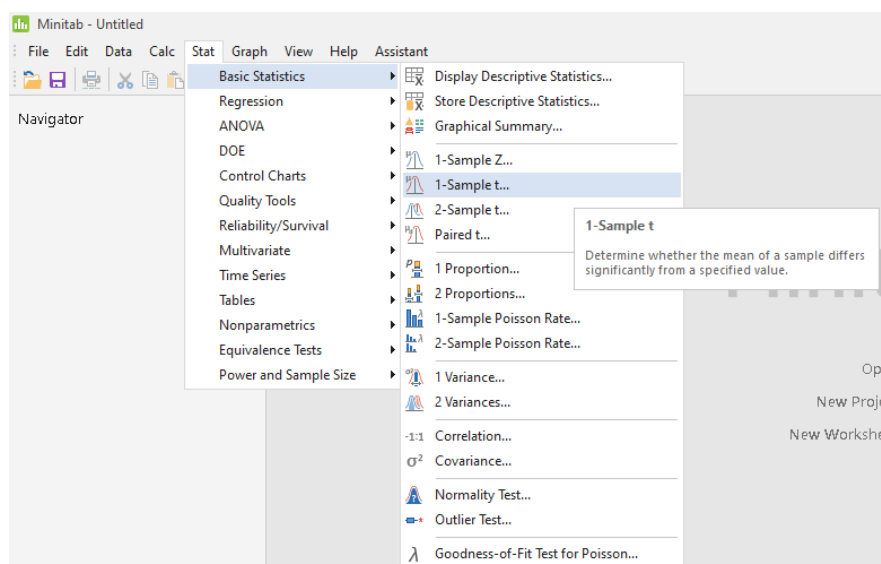 Minitab - Untitled
File Edit Data Calc Stat Graph View Help Assistant
Navigator
Basic Statistics
Regression
ANOVA
DOE
Control Charts
Quality Tools
Reliability/Survival
Multivariate
Time Series
Tables
Nonparametrics
Equivalence Tests
Power and Sample Size
Display Descriptive Statistics...
Store Descriptive Statistics...
Graphical Summary...
1-Sample Z...
1-Sample t...
2-Sample t...
Paired t...
1 Proportion...
2 Proportions...
1-Sample Poisson Rate...
2-Sample Poisson Rate...
1 Variance...
2 Variances...
-1:1 Correlation...
σ² Covariance...
Normality Test...
Outlier Test...
λ Goodness-of-Fit Test for Poisson...
1-Sample t
Determine whether the mean of a sample differs
significantly from a specified value.
Op
New Proj
New Workshe